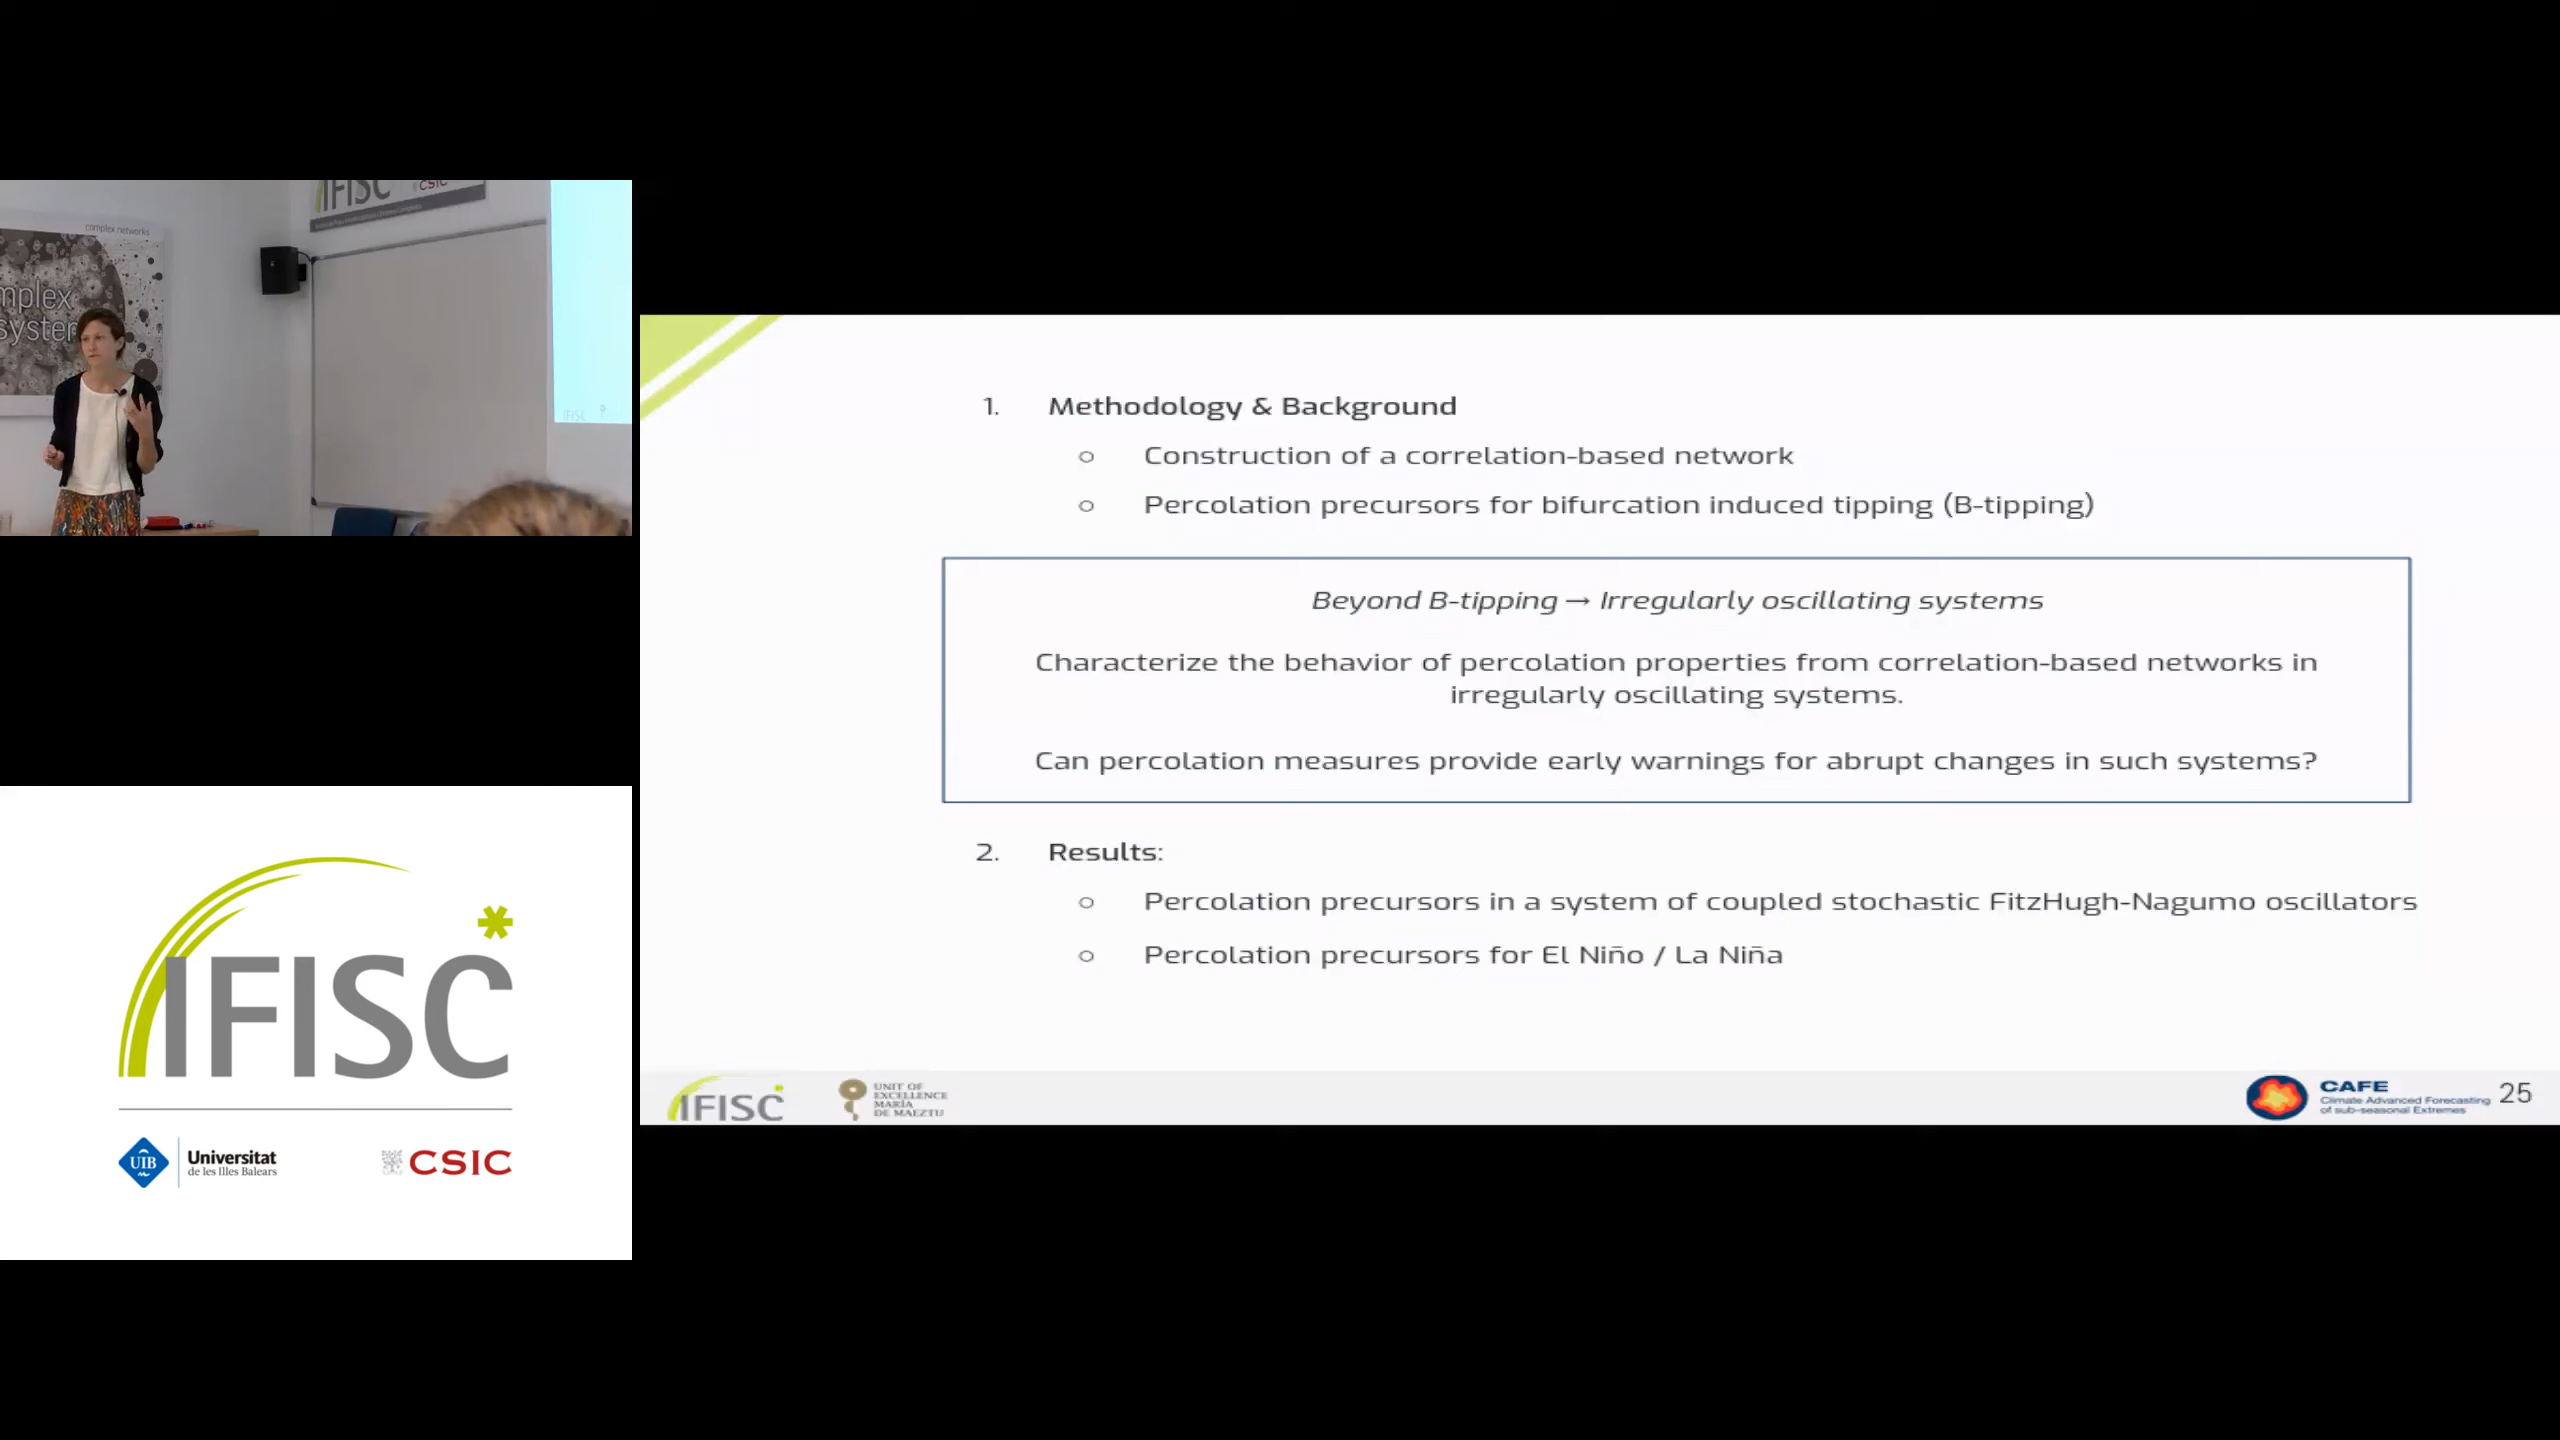 IFISC
CSIC
complex networks
mplex
system
IFISC
1. Methodology & Background
○ Construction of a correlation-based network
○ Percolation precursors for bifurcation induced tipping (B-tipping)
Beyond B-tipping → Irregularly oscillating systems
Characterize the behavior of percolation properties from correlation-based networks in
irregularly oscillating systems.
Can percolation measures provide early warnings for abrupt changes in such systems?
2. Results:
○ Percolation precursors in a system of coupled stochastic FitzHugh-Nagumo oscillators
○ Percolation precursors for El Niño / La Niña
IFISC
UNIT OF
EXCELLENCE
MARÍA
DE MAEZTU
CAFE
Climate Advanced Forecasting
of sub-seasonal Extremes
25
IFISC
UIB
Universitat
de les Illes Balears
CSIC